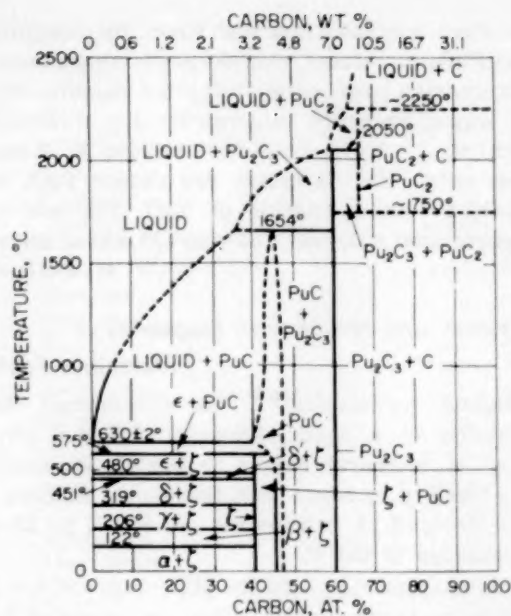 CARBON, WT. %
0 0.6 1.2 2.1 3.2 4.8 7.0 10.5 16.7 31.1
2500
LIQUID + C
LIQUID + PuC2
~2250°
2050°
2000
LIQUID + Pu2C3
PuC2 + C
PuC2
~1750°
LIQUID
1654°
Pu2C3 + PuC2
PuC
+
Pu2C3
TEMPERATURE, °C
1000
LIQUID + PuC
Pu2C3 + C
ϵ + PuC
PuC
575°
630±2°
Pu2C3
500
480°
ϵ + ζ
δ + ζ
451°
319°
δ + ζ
ζ + PuC
206°
γ + ζ
ζ
122°
β + ζ
α + ζ
0
0 10 20 30 40 50 60 70 80 90 100
CARBON, AT. %